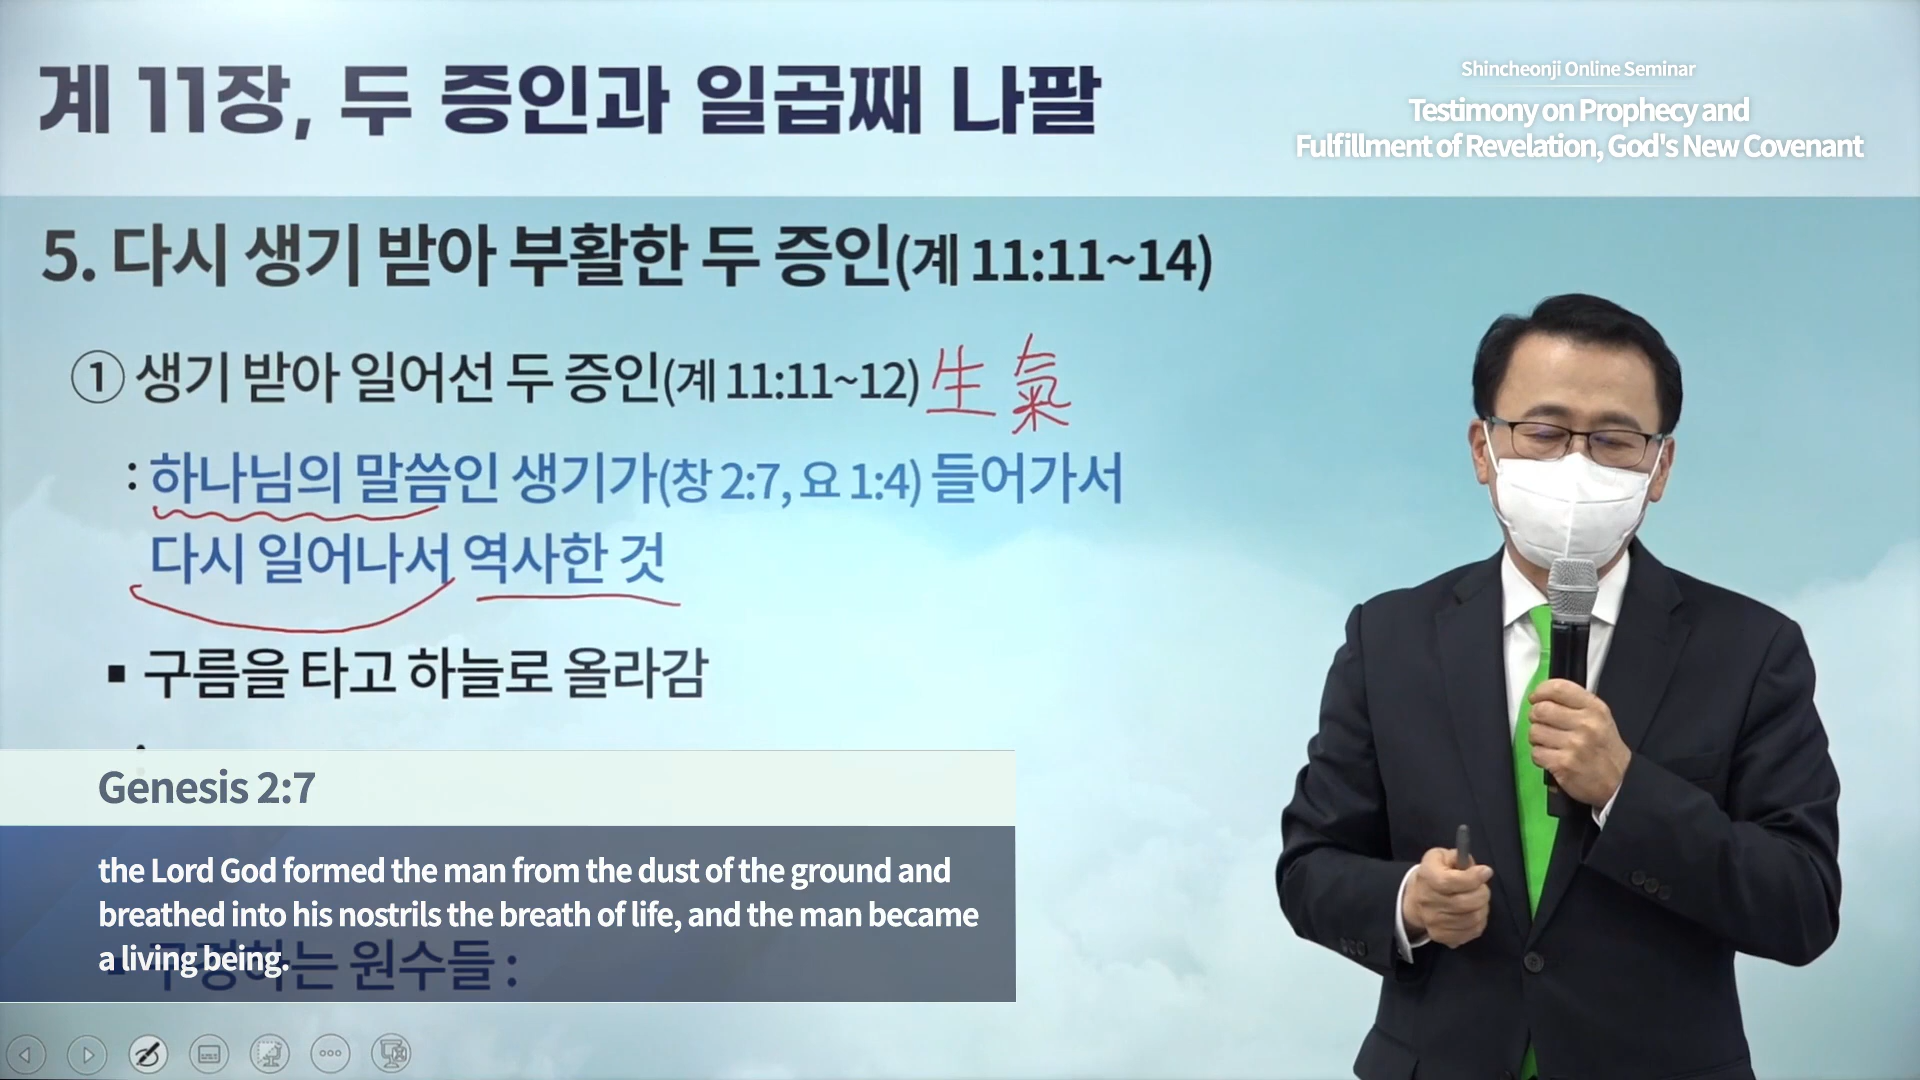 계 11장, 두 증인과 일곱째 나팔
Shincheonji Online Seminar
Testimony on Prophecy and
Fulfillment of Revelation, God's New Covenant
5. 다시 생기 받아 부활한 두 증인(계 11:11~14)
① 생기 받아 일어선 두 증인(계 11:11~12) 生氣
: 하나님의 말씀인 생기가(창 2:7, 요 1:4) 들어가서
다시 일어나서 역사한 것
▪ 구름을 타고 하늘로 올라감
Genesis 2:7
the Lord God formed the man from the dust of the ground and
breathed into his nostrils the breath of life, and the man became
a living being.
▪ 구경하는 원수들 :